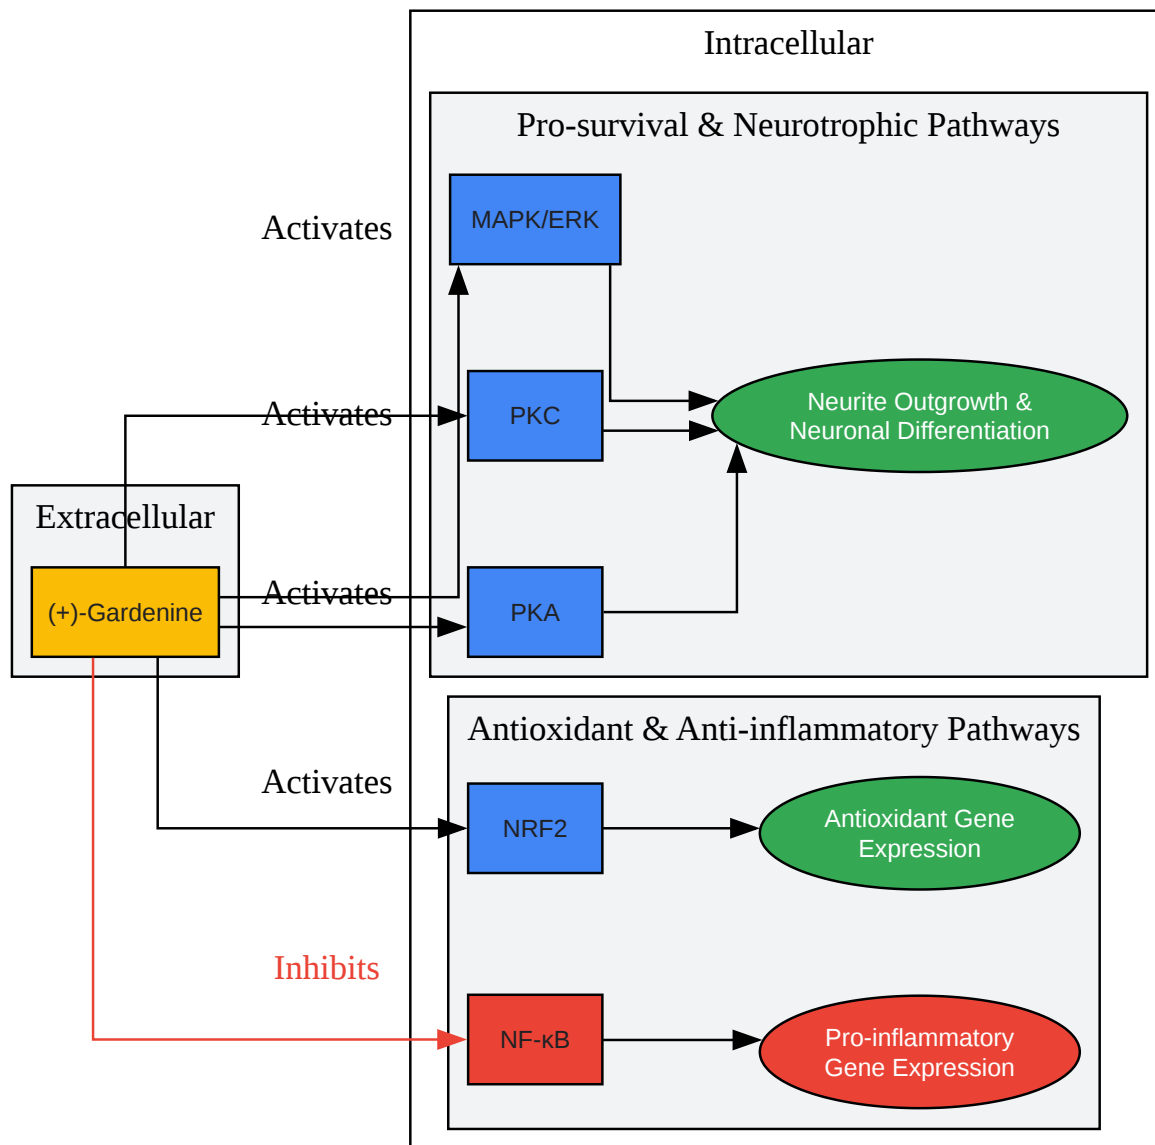 Intracellular
Pro-survival & Neurotrophic Pathways
Activates
MAPK/ERK
Activates
PKC
Neurite Outgrowth &
Neuronal Differentiation
Extracellular
(+)-Gardenine
Activates
PKA
Antioxidant & Anti-inflammatory Pathways
Activates
NRF2
Antioxidant Gene
Expression
Inhibits
NF-κB
Pro-inflammatory
Gene Expression